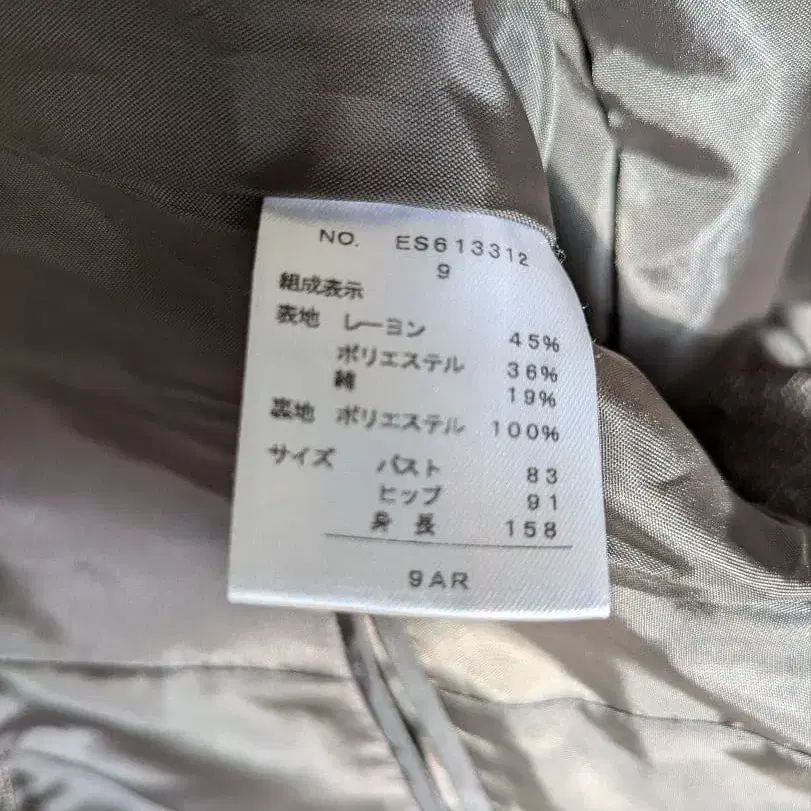 NO. ES613312
9
組成表示
表地 レーヨン 45%
ポリエステル 36%
綿 19%
裏地 ポリエステル 100%
サイズ バスト 83
ヒップ 91
身長 158
9AR